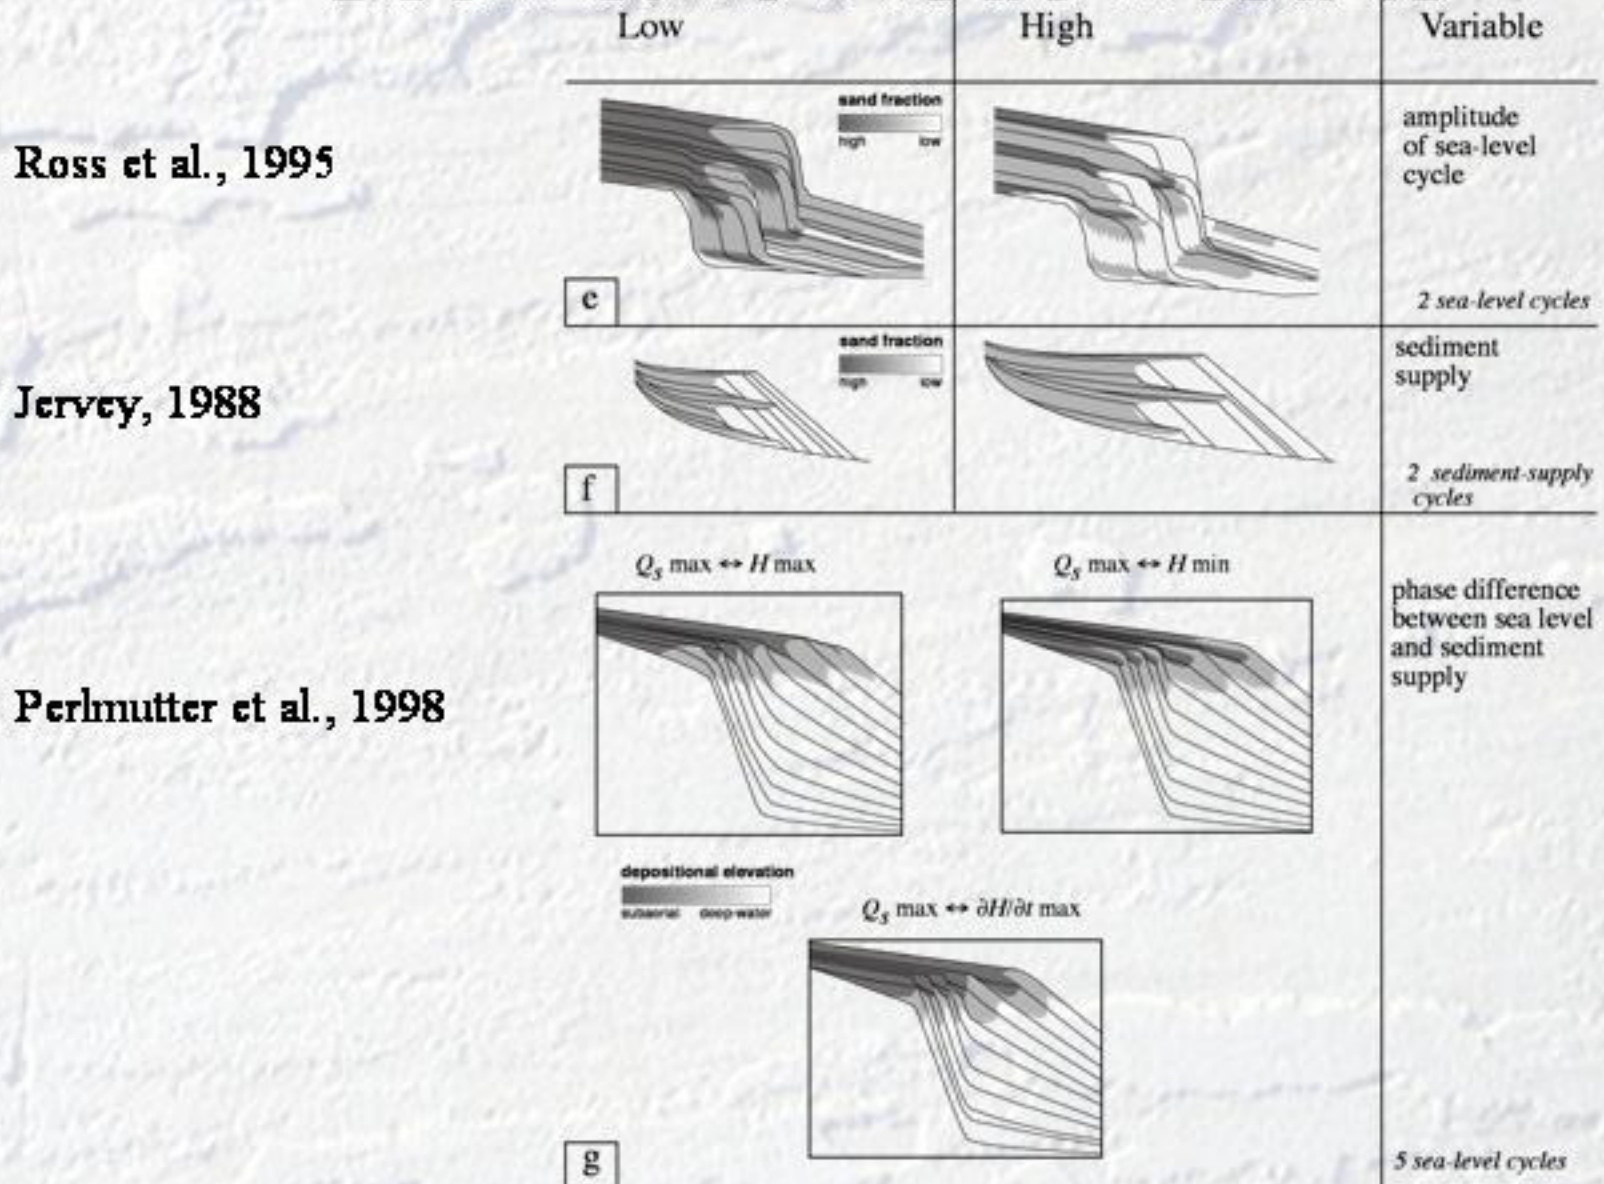 Low
High
Variable
Ross et al., 1995
sand fraction
high low
amplitude
of sea-level
cycle
2 sea-level cycles
e
Jervey, 1988
sand fraction
high low
sediment
supply
2 sediment-supply
cycles
f
Qs max ↔ H max
Qs max ↔ H min
phase difference
between sea level
and sediment
supply
Perlmutter et al., 1998
depositional elevation
subaerial deep-water
Qs max ↔ ∂H/∂t max
g
5 sea-level cycles